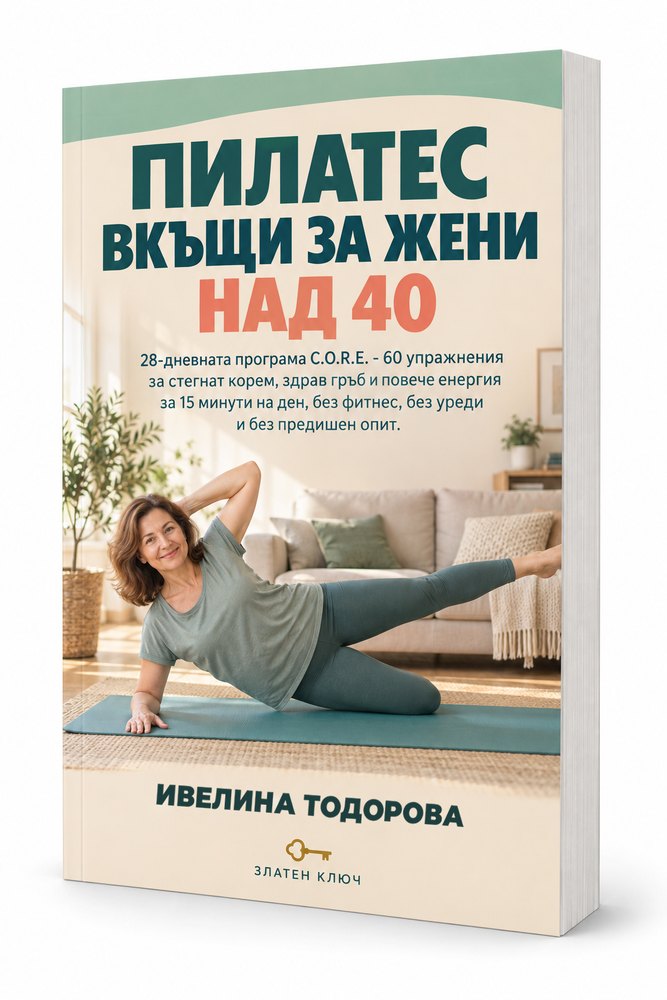 ПИЛАТЕС
ВКЪЩИ ЗА ЖЕНИ
НАД 40
28-дневната програма C.O.R.E. - 60 упражнения
за стегнат корем, здрав гръб и повече енергия
за 15 минути на ден, без фитнес, без уреди
и без предишен опит.
ИВЕЛИНА ТОДОРОВА
ЗЛАТЕН КЛЮЧ